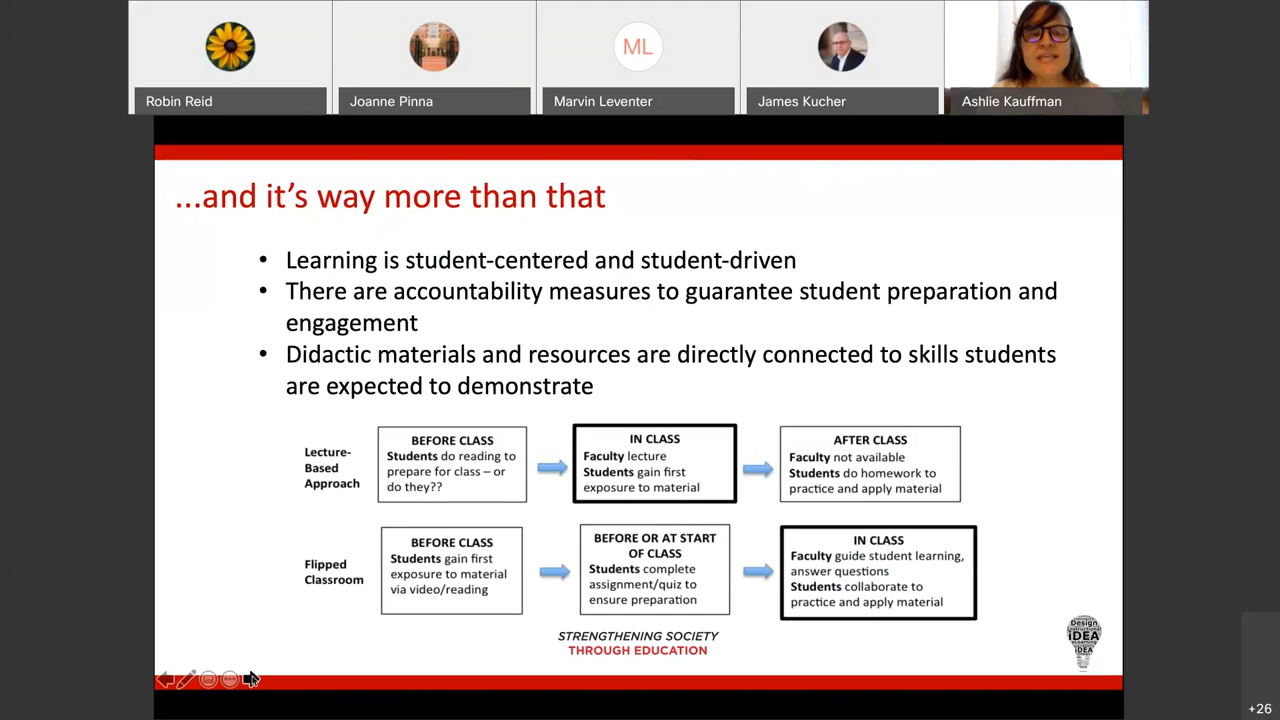 ML
Robin Reid
Joanne Pinna
Marvin Leventer
James Kucher
Ashlie Kauffman
...and it's way more than that
• Learning is student-centered and student-driven
• There are accountability measures to guarantee student preparation and
engagement
• Didactic materials and resources are directly connected to skills students
are expected to demonstrate
Lecture-
Based
Approach
BEFORE CLASS
Students do reading to
prepare for class – or
do they??
IN CLASS
Faculty lecture
Students gain first
exposure to material
AFTER CLASS
Faculty not available
Students do homework to
practice and apply material
Flipped
Classroom
BEFORE CLASS
Students gain first
exposure to material
via video/reading
BEFORE OR AT START
OF CLASS
Students complete
assignment/quiz to
ensure preparation
IN CLASS
Faculty guide student learning,
answer questions
Students collaborate to
practice and apply material
STRENGTHENING SOCIETY
THROUGH EDUCATION
Design
Instructional
iDEA
eLearning
iDEA
+26